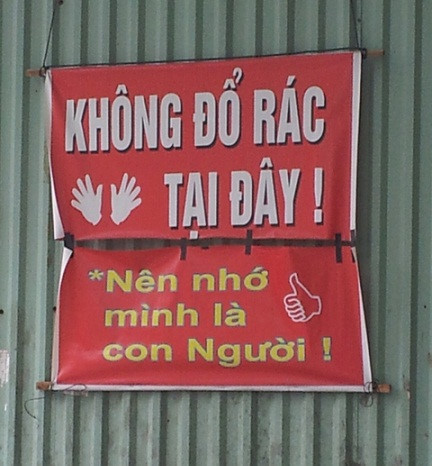 KHÔNG ĐỔ RÁC
TẠI ĐÂY !
*Nên nhớ
mình là
con Người !